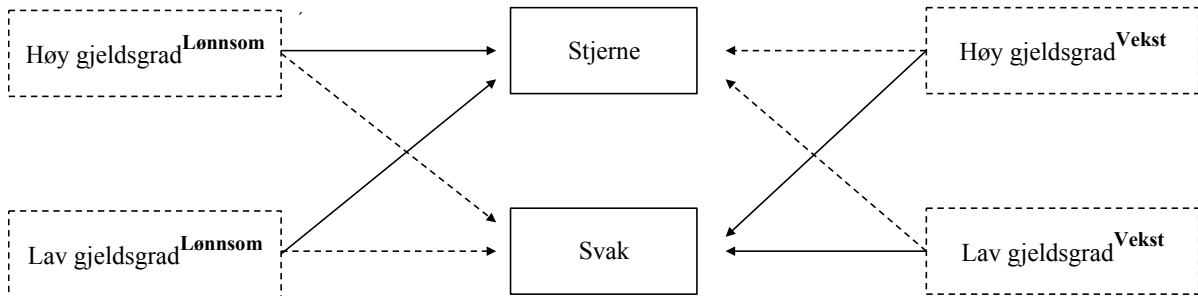 Høy gjeldsgrad^Lønnsom
Stjerne
Høy gjeldsgrad^Vekst
Lav gjeldsgrad^Lønnsom
Svak
Lav gjeldsgrad^Vekst